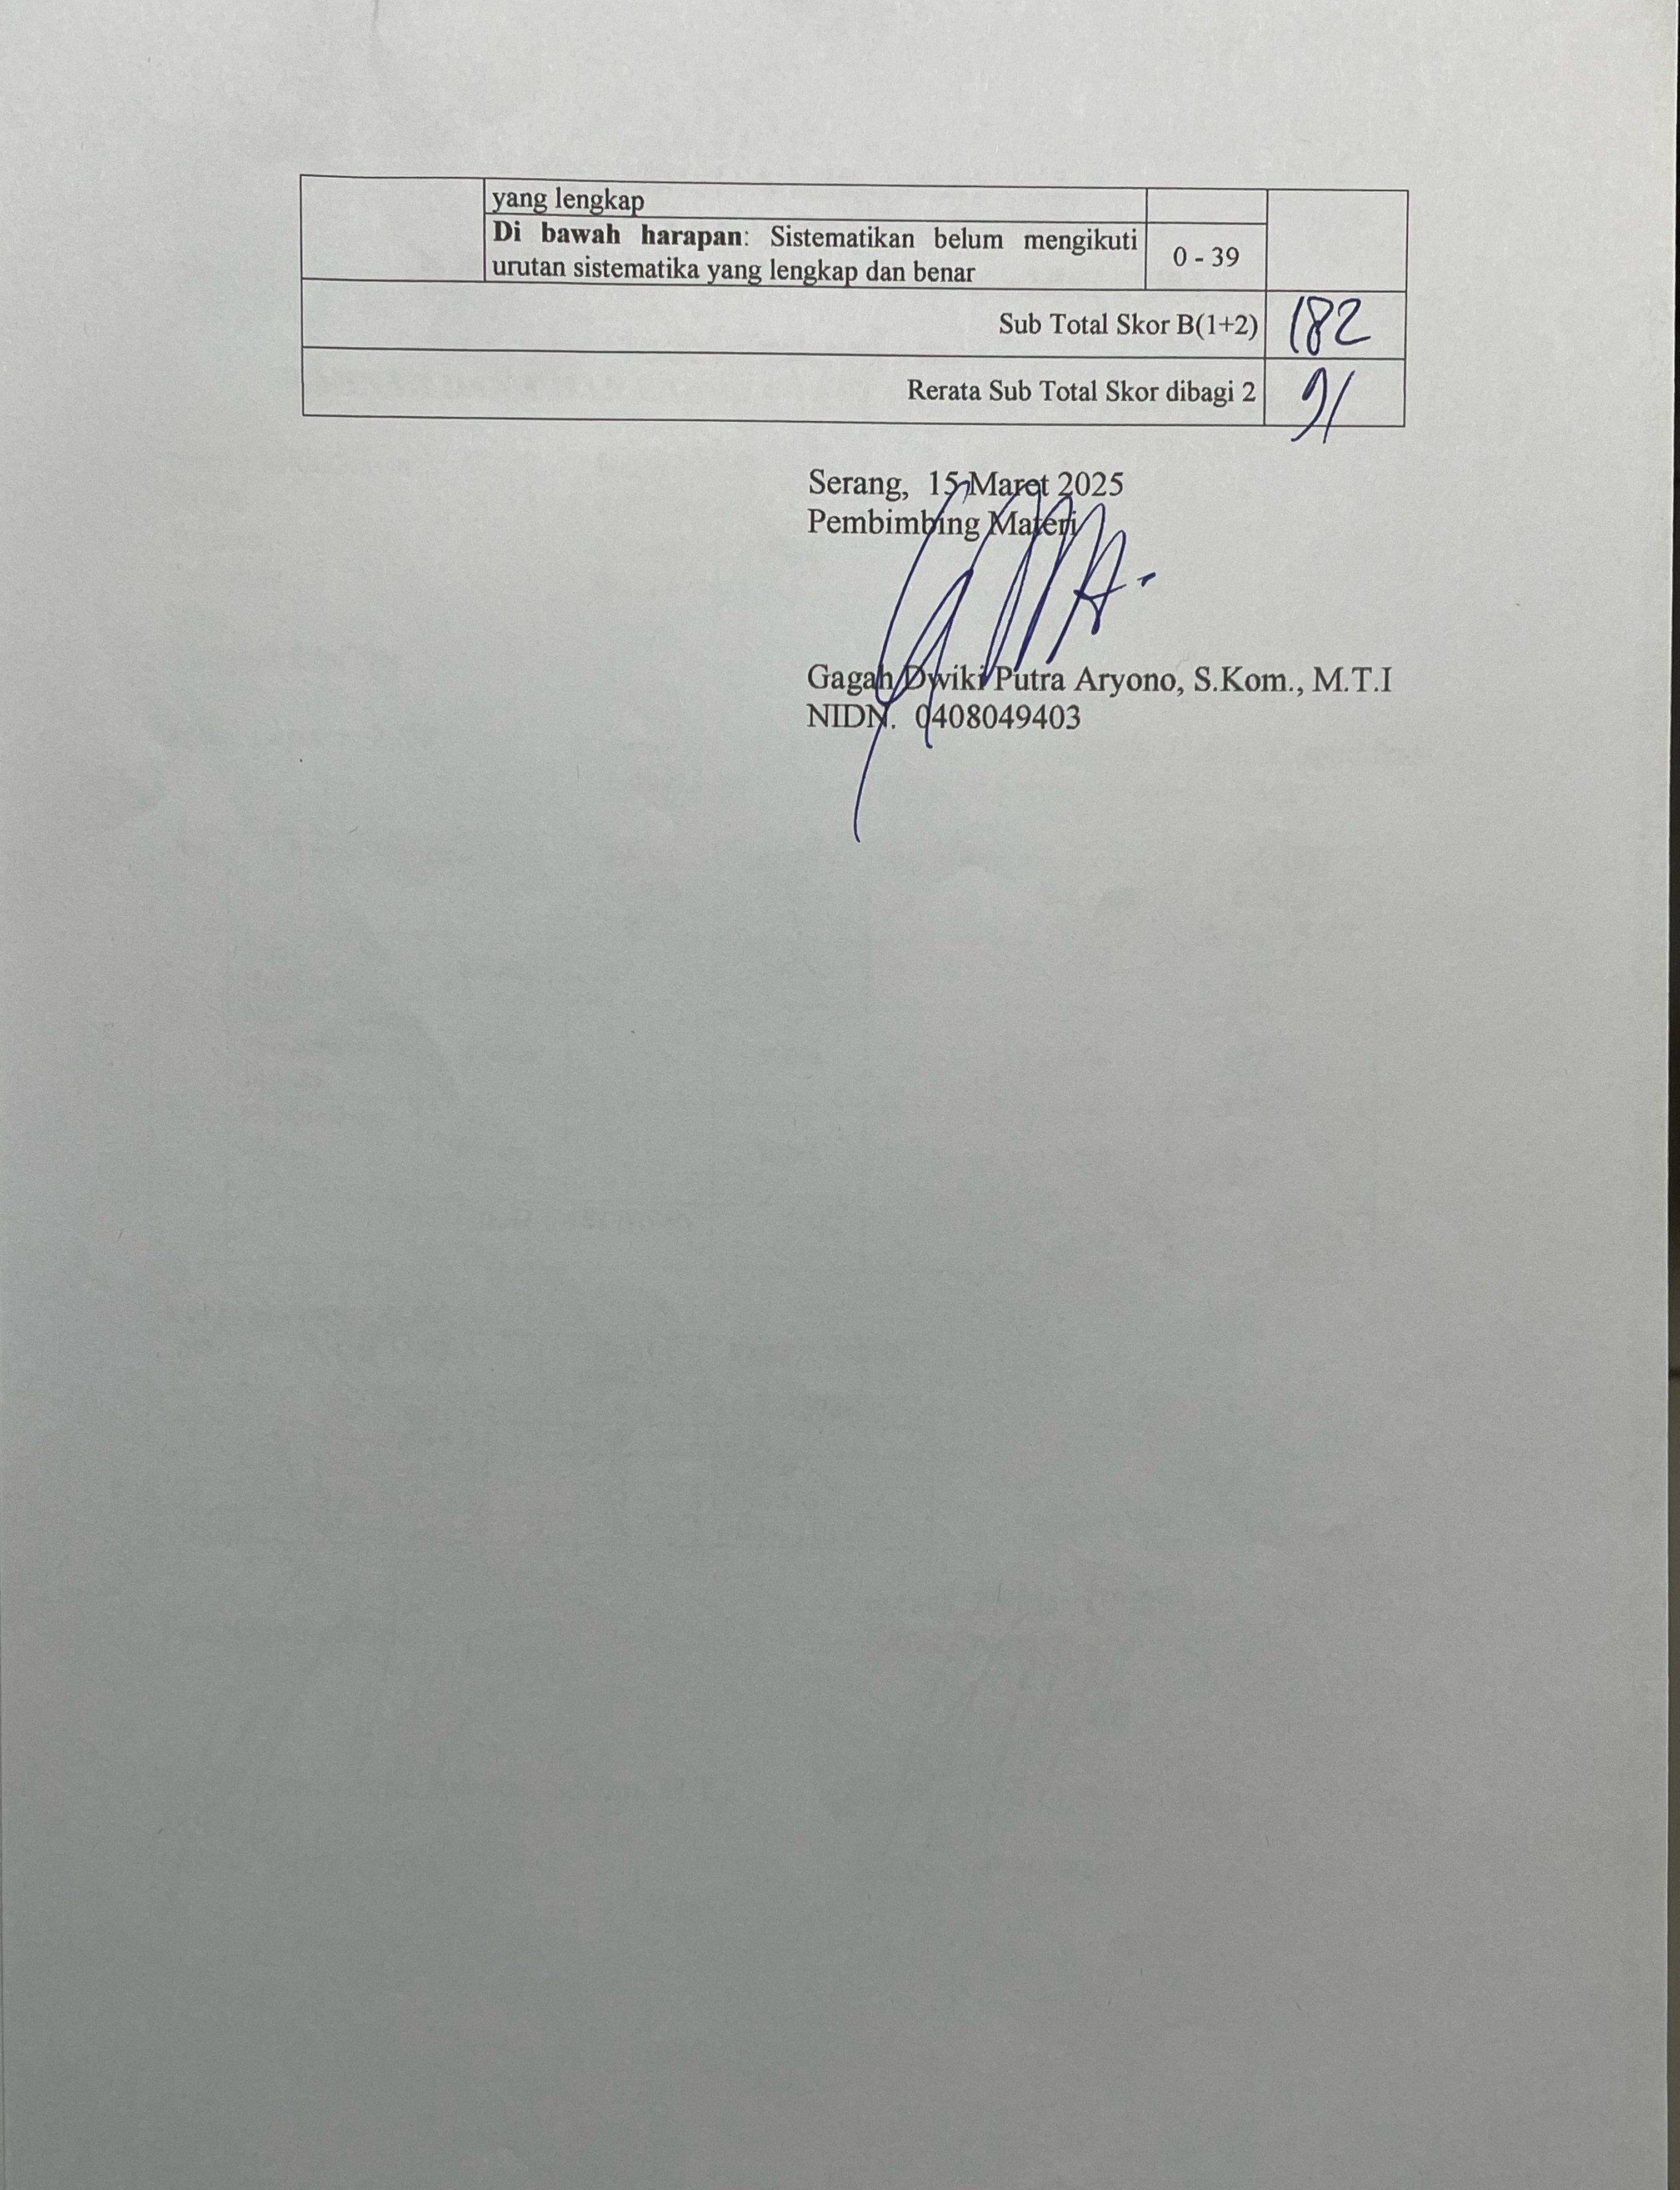 yang lengkap
Di bawah harapan: Sistematikan belum mengikuti
urutan sistematika yang lengkap dan benar
0 - 39
Sub Total Skor B(1+2) 182
Rerata Sub Total Skor dibagi 2 91
Serang, 15 Maret 2025
Pembimbing Materi
Gagah Dwiki Putra Aryono, S.Kom., M.T.I
NIDN. 0408049403